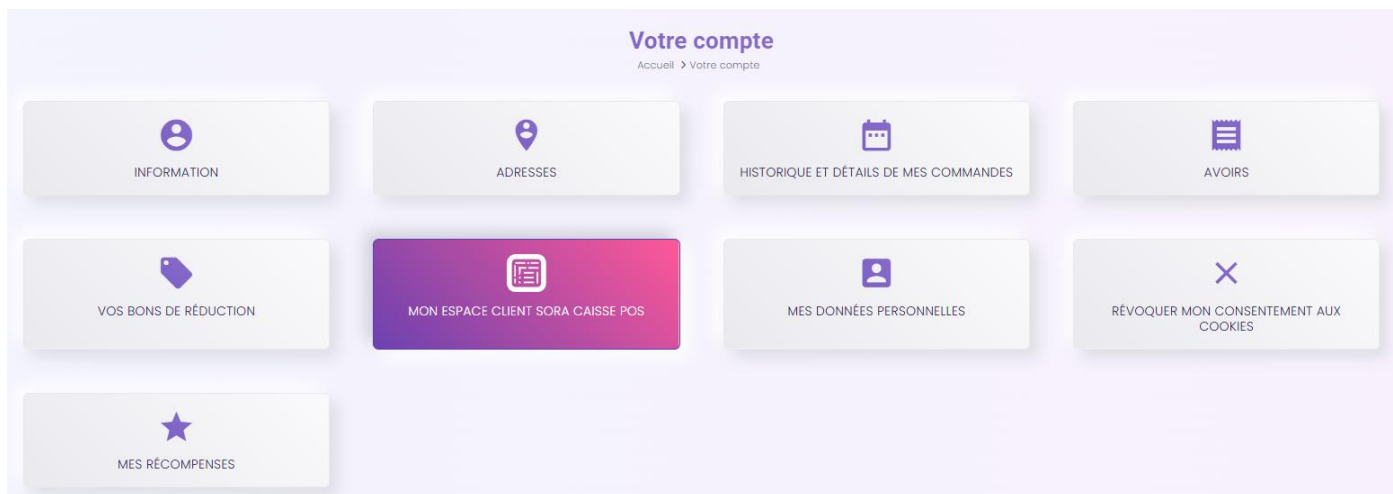 Votre compte
Accueil > Votre compte
INFORMATION
ADRESSES
HISTORIQUE ET DÉTAILS DE MES COMMANDES
AVOIRS
VOS BONS DE RÉDUCTION
MON ESPACE CLIENT SORA CAISSE POS
MES DONNÉES PERSONNELLES
RÉVOQUER MON CONSENTEMENT AUX
COOKIES
MES RÉCOMPENSES